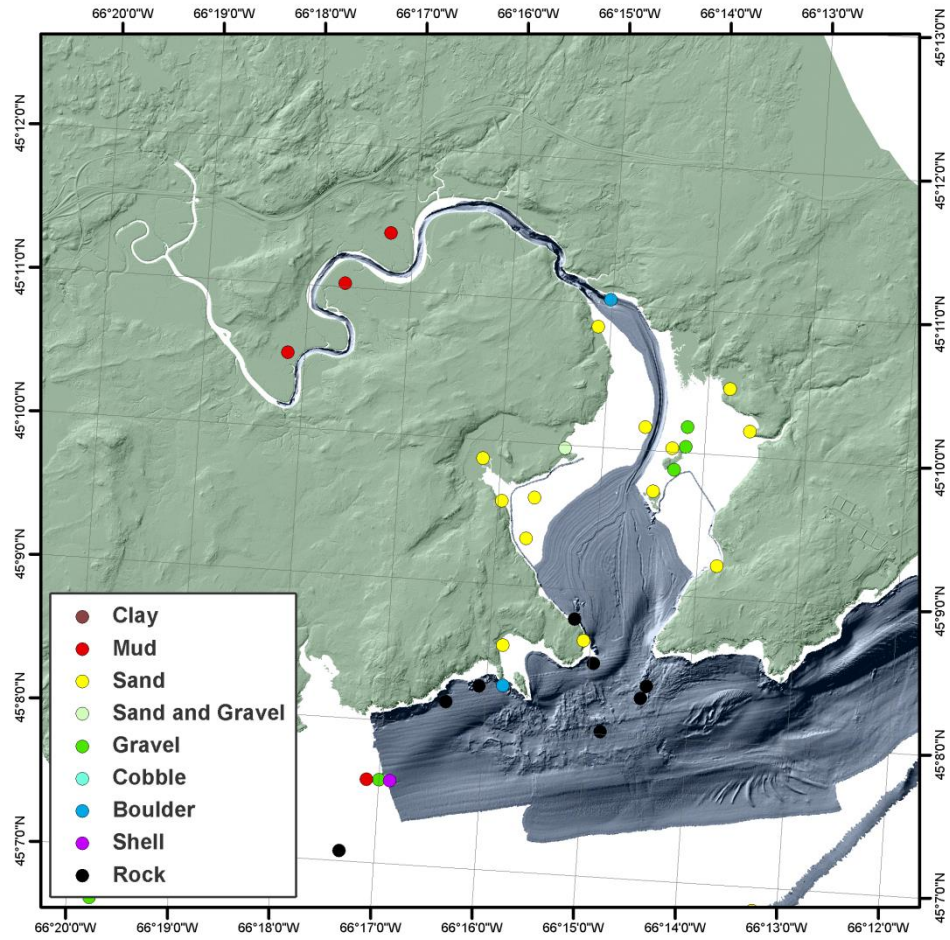 66°20'0"W 66°19'0"W 66°18'0"W 66°17'0"W 66°16'0"W 66°15'0"W 66°14'0"W 66°13'0"W
45°13'0"N
45°12'0"N
45°12'0"N
45°11'0"N
45°11'0"N
45°10'0"N
45°10'0"N
45°9'0"N
45°9'0"N
45°8'0"N
45°8'0"N
45°7'0"N
45°7'0"N
Clay
Mud
Sand
Sand and Gravel
Gravel
Cobble
Boulder
Shell
Rock
66°20'0"W 66°19'0"W 66°18'0"W 66°17'0"W 66°16'0"W 66°15'0"W 66°14'0"W 66°13'0"W 66°12'0"W